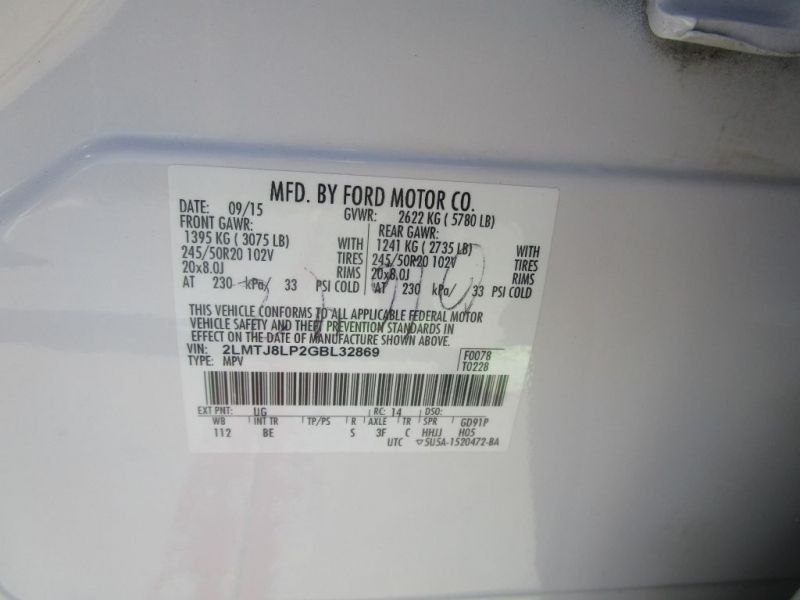 MFD. BY FORD MOTOR CO.
DATE: 09/15 GVWR: 2622 KG ( 5780 LB)
FRONT GAWR: REAR GAWR:
1395 KG ( 3075 LB) WITH 1241 KG ( 2735 LB) WITH
245/50R20 102V TIRES 245/50R20 102V TIRES
20x8.0J RIMS 20x8.0J RIMS
AT 230 kPa/ 33 PSI COLD AT 230 kPa/ 33 PSI COLD
THIS VEHICLE CONFORMS TO ALL APPLICABLE FEDERAL MOTOR
VEHICLE SAFETY AND THEFT PREVENTION STANDARDS IN
EFFECT ON THE DATE OF MANUFACTURE SHOWN ABOVE.
VIN: 2LMTJ8LP2GBL32869 F0078
TYPE: MPV T0228
EXT PNT: UG RC: 14 DSO:
WB INT TR TP/PS R AXLE TR SPR GD91P
112 BE S 3F C HHJJ H05
UTC ▽5U5A-1520472-BA